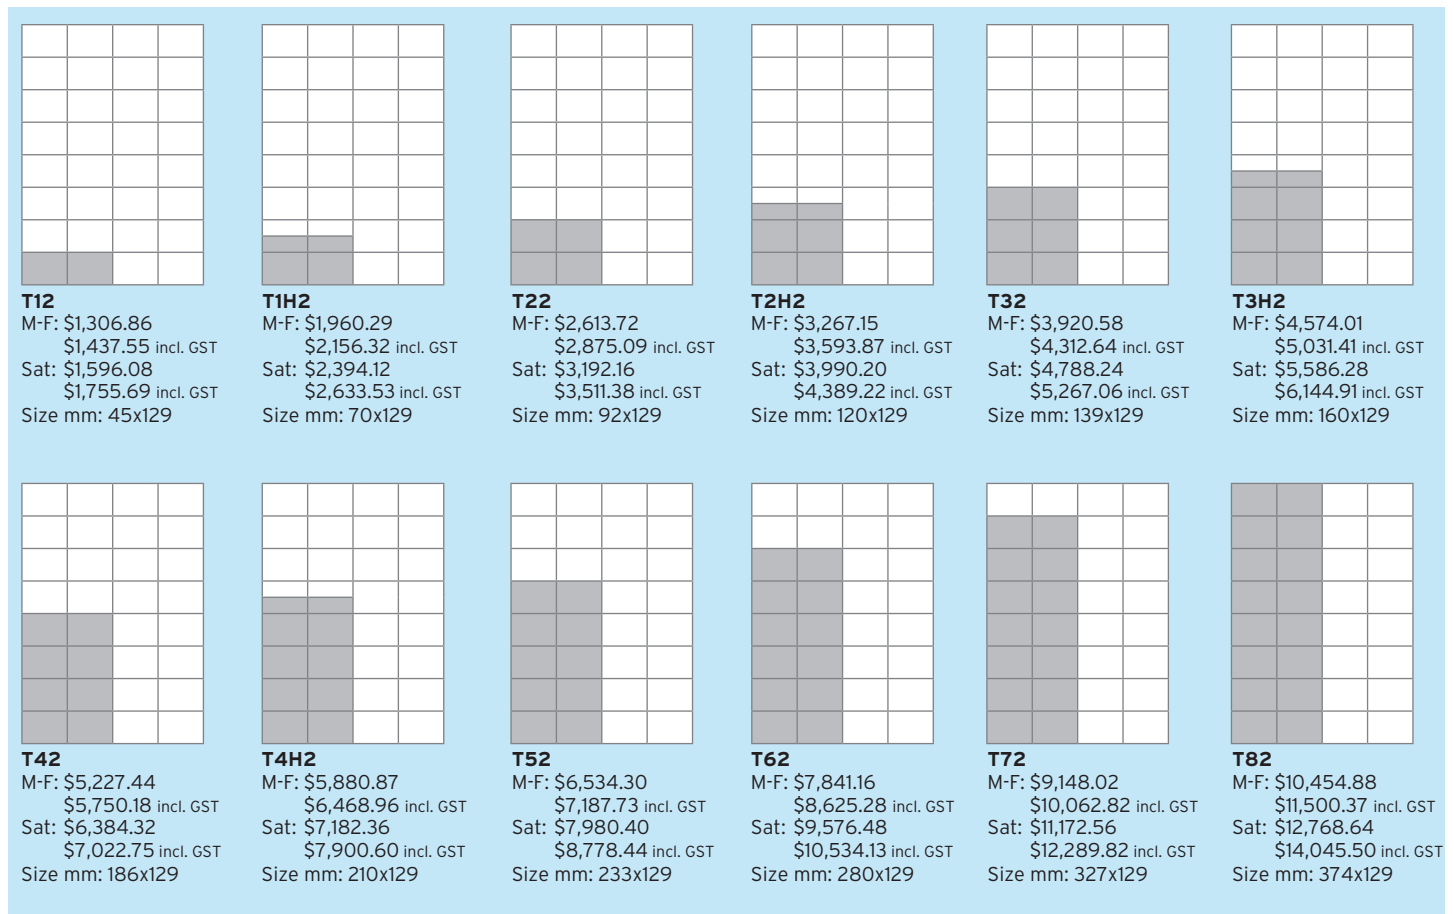 T12
M-F: $1,306.86
$1,437.55 incl. GST
Sat: $1,596.08
$1,755.69 incl. GST
Size mm: 45x129
T1H2
M-F: $1,960.29
$2,156.32 incl. GST
Sat: $2,394.12
$2,633.53 incl. GST
Size mm: 70x129
T22
M-F: $2,613.72
$2,875.09 incl. GST
Sat: $3,192.16
$3,511.38 incl. GST
Size mm: 92x129
T2H2
M-F: $3,267.15
$3,593.87 incl. GST
Sat: $3,990.20
$4,389.22 incl. GST
Size mm: 120x129
T32
M-F: $3,920.58
$4,312.64 incl. GST
Sat: $4,788.24
$5,267.06 incl. GST
Size mm: 139x129
T3H2
M-F: $4,574.01
$5,031.41 incl. GST
Sat: $5,586.28
$6,144.91 incl. GST
Size mm: 160x129
T42
M-F: $5,227.44
$5,750.18 incl. GST
Sat: $6,384.32
$7,022.75 incl. GST
Size mm: 186x129
T4H2
M-F: $5,880.87
$6,468.96 incl. GST
Sat: $7,182.36
$7,900.60 incl. GST
Size mm: 210x129
T52
M-F: $6,534.30
$7,187.73 incl. GST
Sat: $7,980.40
$8,778.44 incl. GST
Size mm: 233x129
T62
M-F: $7,841.16
$8,625.28 incl. GST
Sat: $9,576.48
$10,534.13 incl. GST
Size mm: 280x129
T72
M-F: $9,148.02
$10,062.82 incl. GST
Sat: $11,172.56
$12,289.82 incl. GST
Size mm: 327x129
T82
M-F: $10,454.88
$11,500.37 incl. GST
Sat: $12,768.64
$14,045.50 incl. GST
Size mm: 374x129